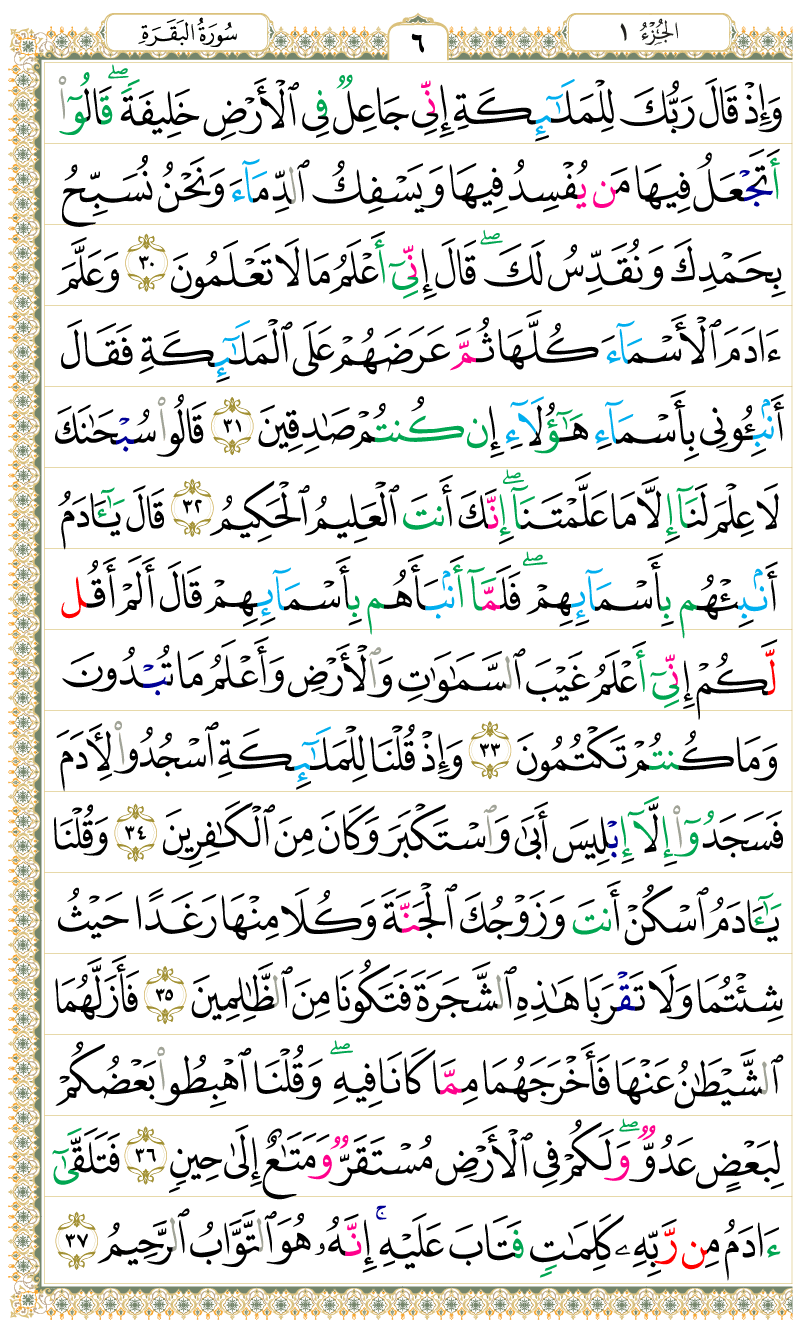 الجُزْءُ ١
٦
سُورَةُ البَقَرَةِ
وَإِذْ قَالَ رَبُّكَ لِلْمَلَٰٓئِكَةِ إِنِّى جَاعِلٌ فِى ٱلْأَرْضِ خَلِيفَةً ۖ قَالُوٓا۟
أَتَجْعَلُ فِيهَا مَن يُفْسِدُ فِيهَا وَيَسْفِكُ ٱلدِّمَآءَ وَنَحْنُ نُسَبِّحُ
بِحَمْدِكَ وَنُقَدِّسُ لَكَ ۖ قَالَ إِنِّىٓ أَعْلَمُ مَا لَا تَعْلَمُونَ ٣٠ وَعَلَّمَ
ءَادَمَ ٱلْأَسْمَآءَ كُلَّهَا ثُمَّ عَرَضَهُمْ عَلَى ٱلْمَلَٰٓئِكَةِ فَقَالَ
أَنۢبِـُٔونِى بِأَسْمَآءِ هَٰٓؤُلَآءِ إِن كُنتُمْ صَٰدِقِينَ ٣١ قَالُوا۟ سُبْحَٰنَكَ
لَا عِلْمَ لَنَآ إِلَّا مَا عَلَّمْتَنَآ ۖ إِنَّكَ أَنتَ ٱلْعَلِيمُ ٱلْحَكِيمُ ٣٢ قَالَ يَٰٓـَٔادَمُ
أَنۢبِئْهُم بِأَسْمَآئِهِمْ ۖ فَلَمَّآ أَنۢبَأَهُم بِأَسْمَآئِهِمْ قَالَ أَلَمْ أَقُل
لَّكُمْ إِنِّىٓ أَعْلَمُ غَيْبَ ٱلسَّمَٰوَٰتِ وَٱلْأَرْضِ وَأَعْلَمُ مَا تُبْدُونَ
وَمَا كُنتُمْ تَكْتُمُونَ ٣٣ وَإِذْ قُلْنَا لِلْمَلَٰٓئِكَةِ ٱسْجُدُوا۟ لِءَادَمَ
فَسَجَدُوٓا۟ إِلَّآ إِبْلِيسَ أَبَىٰ وَٱسْتَكْبَرَ وَكَانَ مِنَ ٱلْكَٰفِرِينَ ٣٤ وَقُلْنَا
يَٰٓـَٔادَمُ ٱسْكُنْ أَنتَ وَزَوْجُكَ ٱلْجَنَّةَ وَكُلَا مِنْهَا رَغَدًا حَيْثُ
شِئْتُمَا وَلَا تَقْرَبَا هَٰذِهِ ٱلشَّجَرَةَ فَتَكُونَا مِنَ ٱلظَّٰلِمِينَ ٣٥ فَأَزَلَّهُمَا
ٱلشَّيْطَٰنُ عَنْهَا فَأَخْرَجَهُمَا مِمَّا كَانَا فِيهِ ۖ وَقُلْنَا ٱهْبِطُوا۟ بَعْضُكُمْ
لِبَعْضٍ عَدُوٌّ ۖ وَلَكُمْ فِى ٱلْأَرْضِ مُسْتَقَرٌّ وَمَتَٰعٌ إِلَىٰ حِينٍ ٣٦ فَتَلَقَّىٰٓ
ءَادَمُ مِن رَّبِّهِۦ كَلِمَٰتٍ فَتَابَ عَلَيْهِ ۚ إِنَّهُۥ هُوَ ٱلتَّوَّابُ ٱلرَّحِيمُ ٣٧